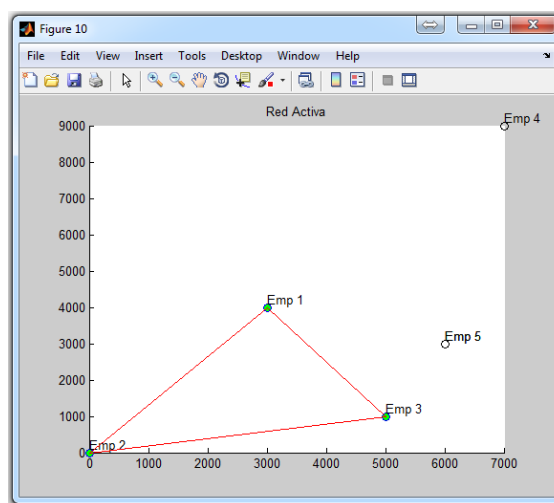 Figure 10
File Edit View Insert Tools Desktop Window Help
Red Activa
9000
Emp 4
8000
7000
6000
5000
4000
Emp 1
3000
Emp 5
2000
1000
Emp 3
0
Emp 2
0 1000 2000 3000 4000 5000 6000 7000